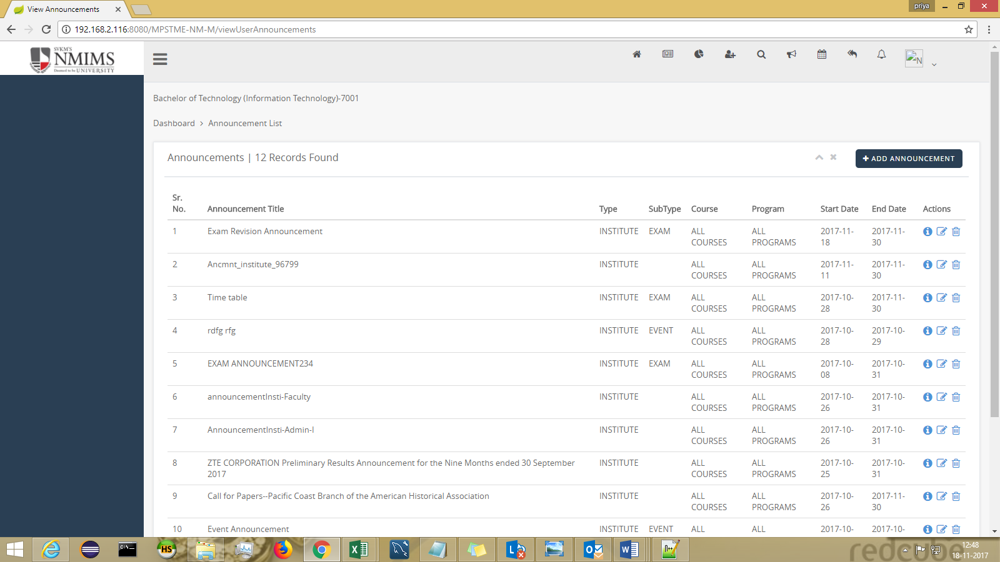 View Announcements
priya
192.168.2.116:8080/MPSTME-NM-M/viewUserAnnouncements
SVKM'S
NMIMS
Deemed to be UNIVERSITY
N
Bachelor of Technology (Information Technology)-7001
Dashboard > Announcement List
Announcements | 12 Records Found
ADD ANNOUNCEMENT
Sr. No. Announcement Title Type SubType Course Program Start Date End Date Actions
1 Exam Revision Announcement INSTITUTE EXAM ALL COURSES ALL PROGRAMS 2017-11-18 2017-11-30
2 Ancmnt_institute_96799 INSTITUTE ALL COURSES ALL PROGRAMS 2017-11-11 2017-11-30
3 Time table INSTITUTE EXAM ALL COURSES ALL PROGRAMS 2017-10-28 2017-11-30
4 rdfg rfg INSTITUTE EVENT ALL COURSES ALL PROGRAMS 2017-10-28 2017-10-29
5 EXAM ANNOUNCEMENT234 INSTITUTE EXAM ALL COURSES ALL PROGRAMS 2017-10-08 2017-10-31
6 announcementInsti-Faculty INSTITUTE ALL COURSES ALL PROGRAMS 2017-10-26 2017-10-31
7 AnnouncementInsti-Admin-I INSTITUTE ALL COURSES ALL PROGRAMS 2017-10-26 2017-10-31
8 ZTE CORPORATION Preliminary Results Announcement for the Nine Months ended 30 September 2017 INSTITUTE ALL COURSES ALL PROGRAMS 2017-10-25 2017-10-31
9 Call for Papers--Pacific Coast Branch of the American Historical Association INSTITUTE ALL COURSES ALL PROGRAMS 2017-10-26 2017-11-30
10 Event Announcement INSTITUTE EVENT ALL ALL 2017-10- 2017-10-
HS
redcube
12:48
18-11-2017